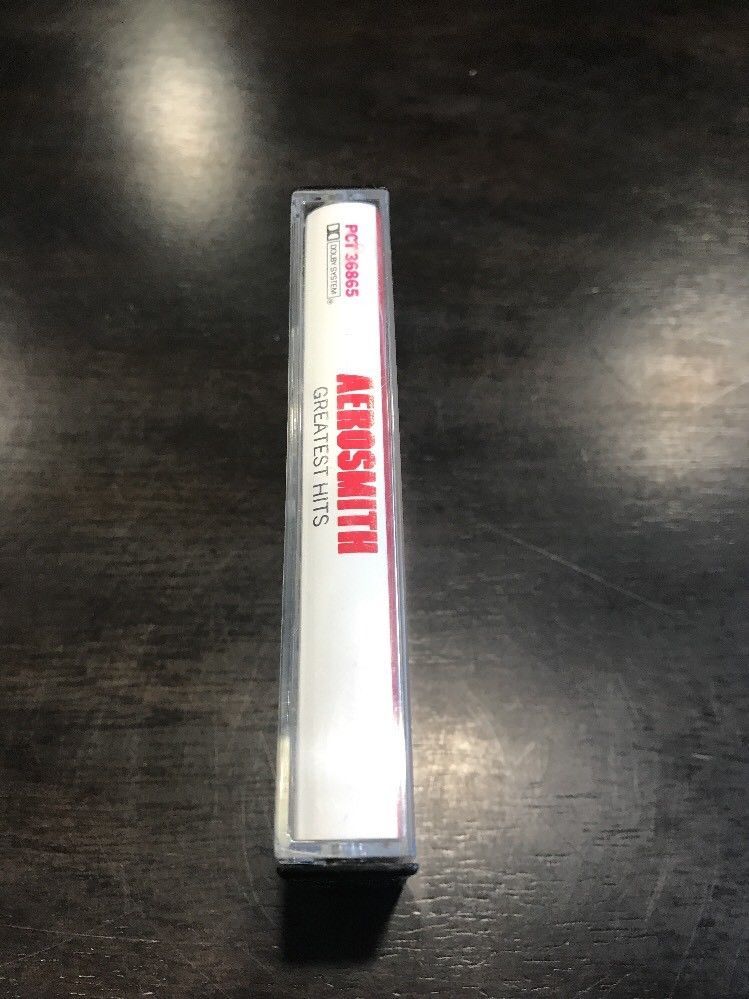 PCT 36865
DOLBY SYSTEM ®
AEROSMITH
GREATEST HITS